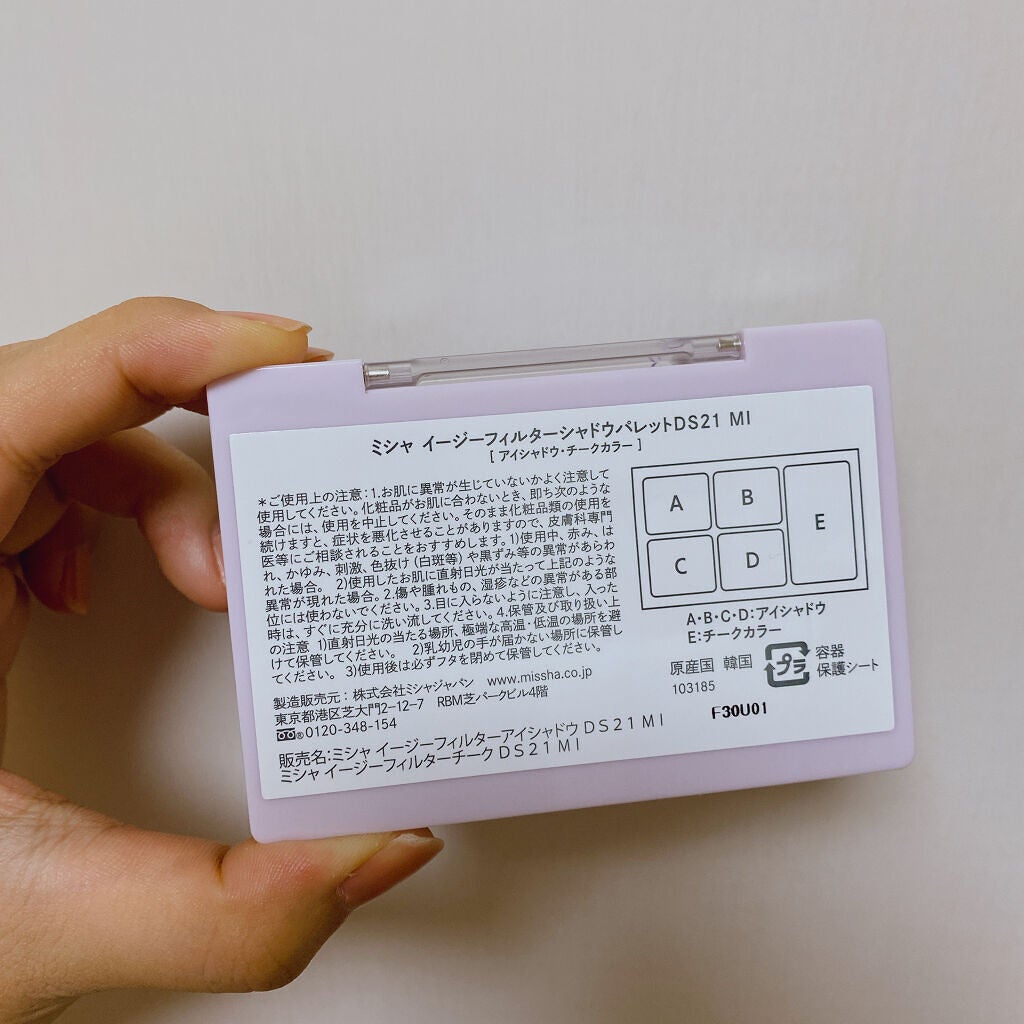 ミシャ イージーフィルターシャドウパレットDS21 MI
[ アイシャドウ・チークカラー ]
＊ご使用上の注意：1.お肌に異常が生じていないかよく注意して
使用してください。化粧品がお肌に合わないとき、即ち次のような
場合には、使用を中止してください。そのまま化粧品類の使用を
続けますと、症状を悪化させることがありますので、皮膚科専門
医等にご相談されることをおすすめします。1)使用中、赤み、は
れ、かゆみ、刺激、色抜け(白斑等)や黒ずみ等の異常があらわ
れた場合。 2)使用したお肌に直射日光が当たって上記のような
異常が現れた場合。2.傷や腫れもの、湿疹などの異常がある部
位には使わないでください。3.目に入らないように注意し、入った
時は、すぐに充分に洗い流してください。4.保管及び取り扱い上
の注意 1)直射日光の当たる場所、極端な高温・低温の場所を避
けて保管してください。 2)乳幼児の手が届かない場所に保管し
てください。 3)使用後は必ずフタを閉めて保管してください。
製造販売元：株式会社ミシャジャパン www.missha.co.jp
東京都港区芝大門2-12-7 RBM芝パークビル4階
®0120-348-154
販売名:ミシャ イージーフィルターアイシャドウ DS21 MI
ミシャ イージーフィルターチーク DS21 MI
A
B
C
D
E
A・B・C・D：アイシャドウ
E：チークカラー
原産国 韓国
103185
プラ
容器
保護シート
F30U01